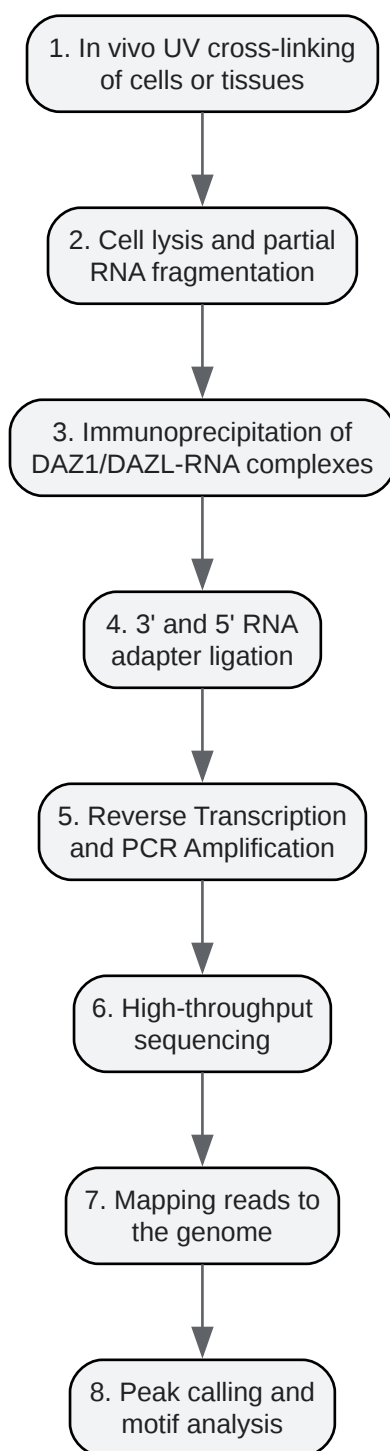 1. In vivo UV cross-linking
of cells or tissues
2. Cell lysis and partial
RNA fragmentation
3. Immunoprecipitation of
DAZ1/DAZL-RNA complexes
4. 3' and 5' RNA
adapter ligation
5. Reverse Transcription
and PCR Amplification
6. High-throughput
sequencing
7. Mapping reads to
the genome
8. Peak calling and
motif analysis